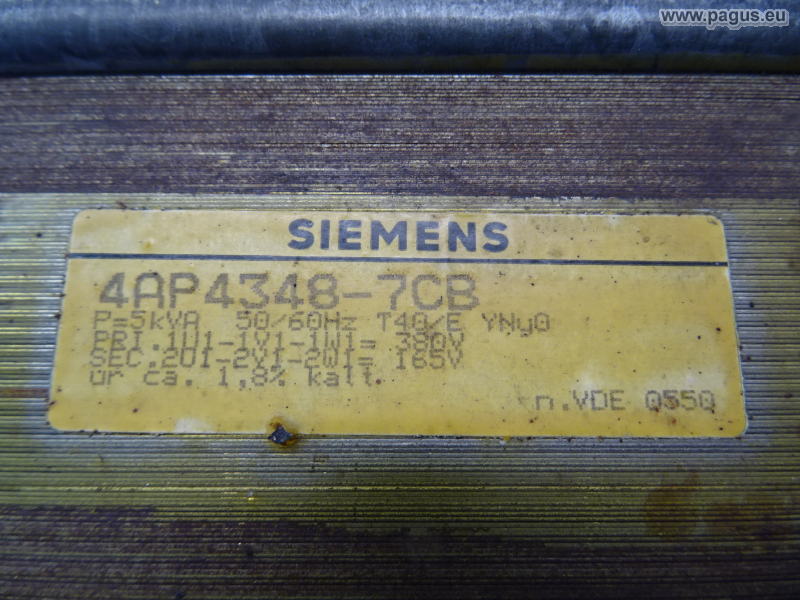 www.pagus.eu
SIEMENS
4AP4348-7CB
P=5kVA 50/60Hz T40/E YNy0
PRI.1U1-1V1-1W1= 380V
SEC.2U1-2V1-2W1= 165V
ur ca. 1,8% kalt
n.VDE 0550